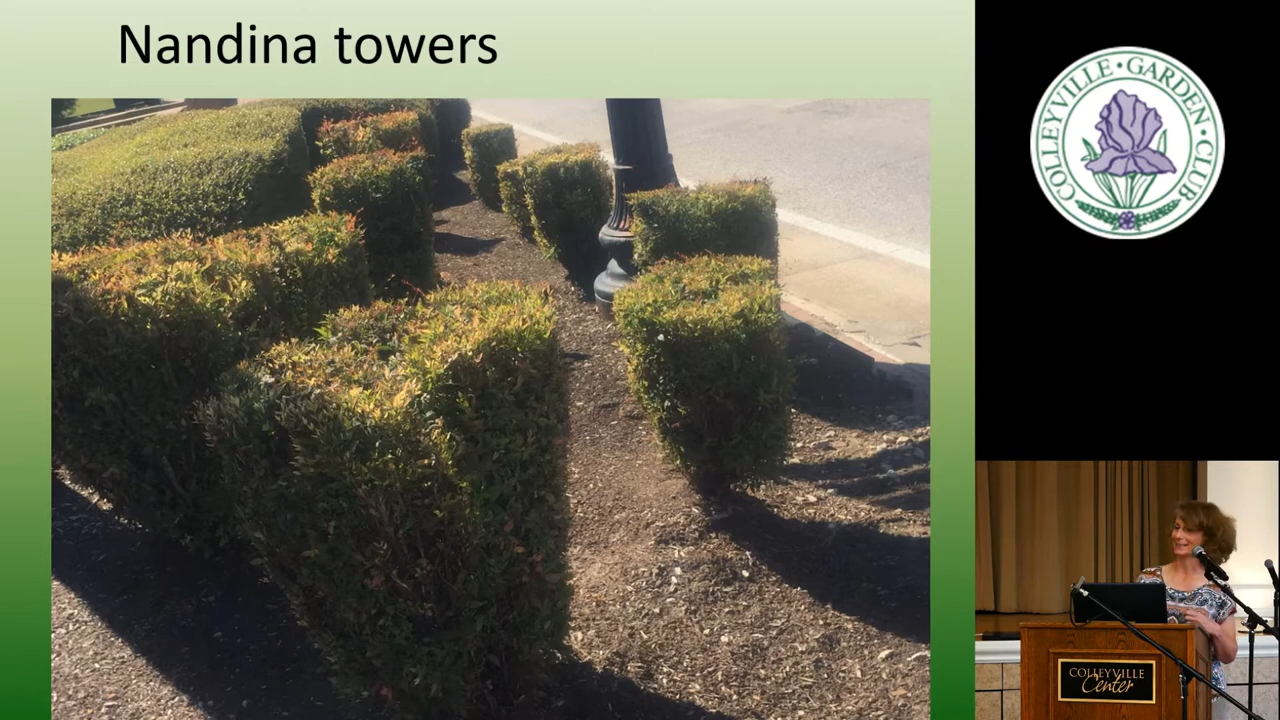 Nandina towers
COLLEYVILLE • GARDEN • CLUB •
COLLEYVILLE
Center